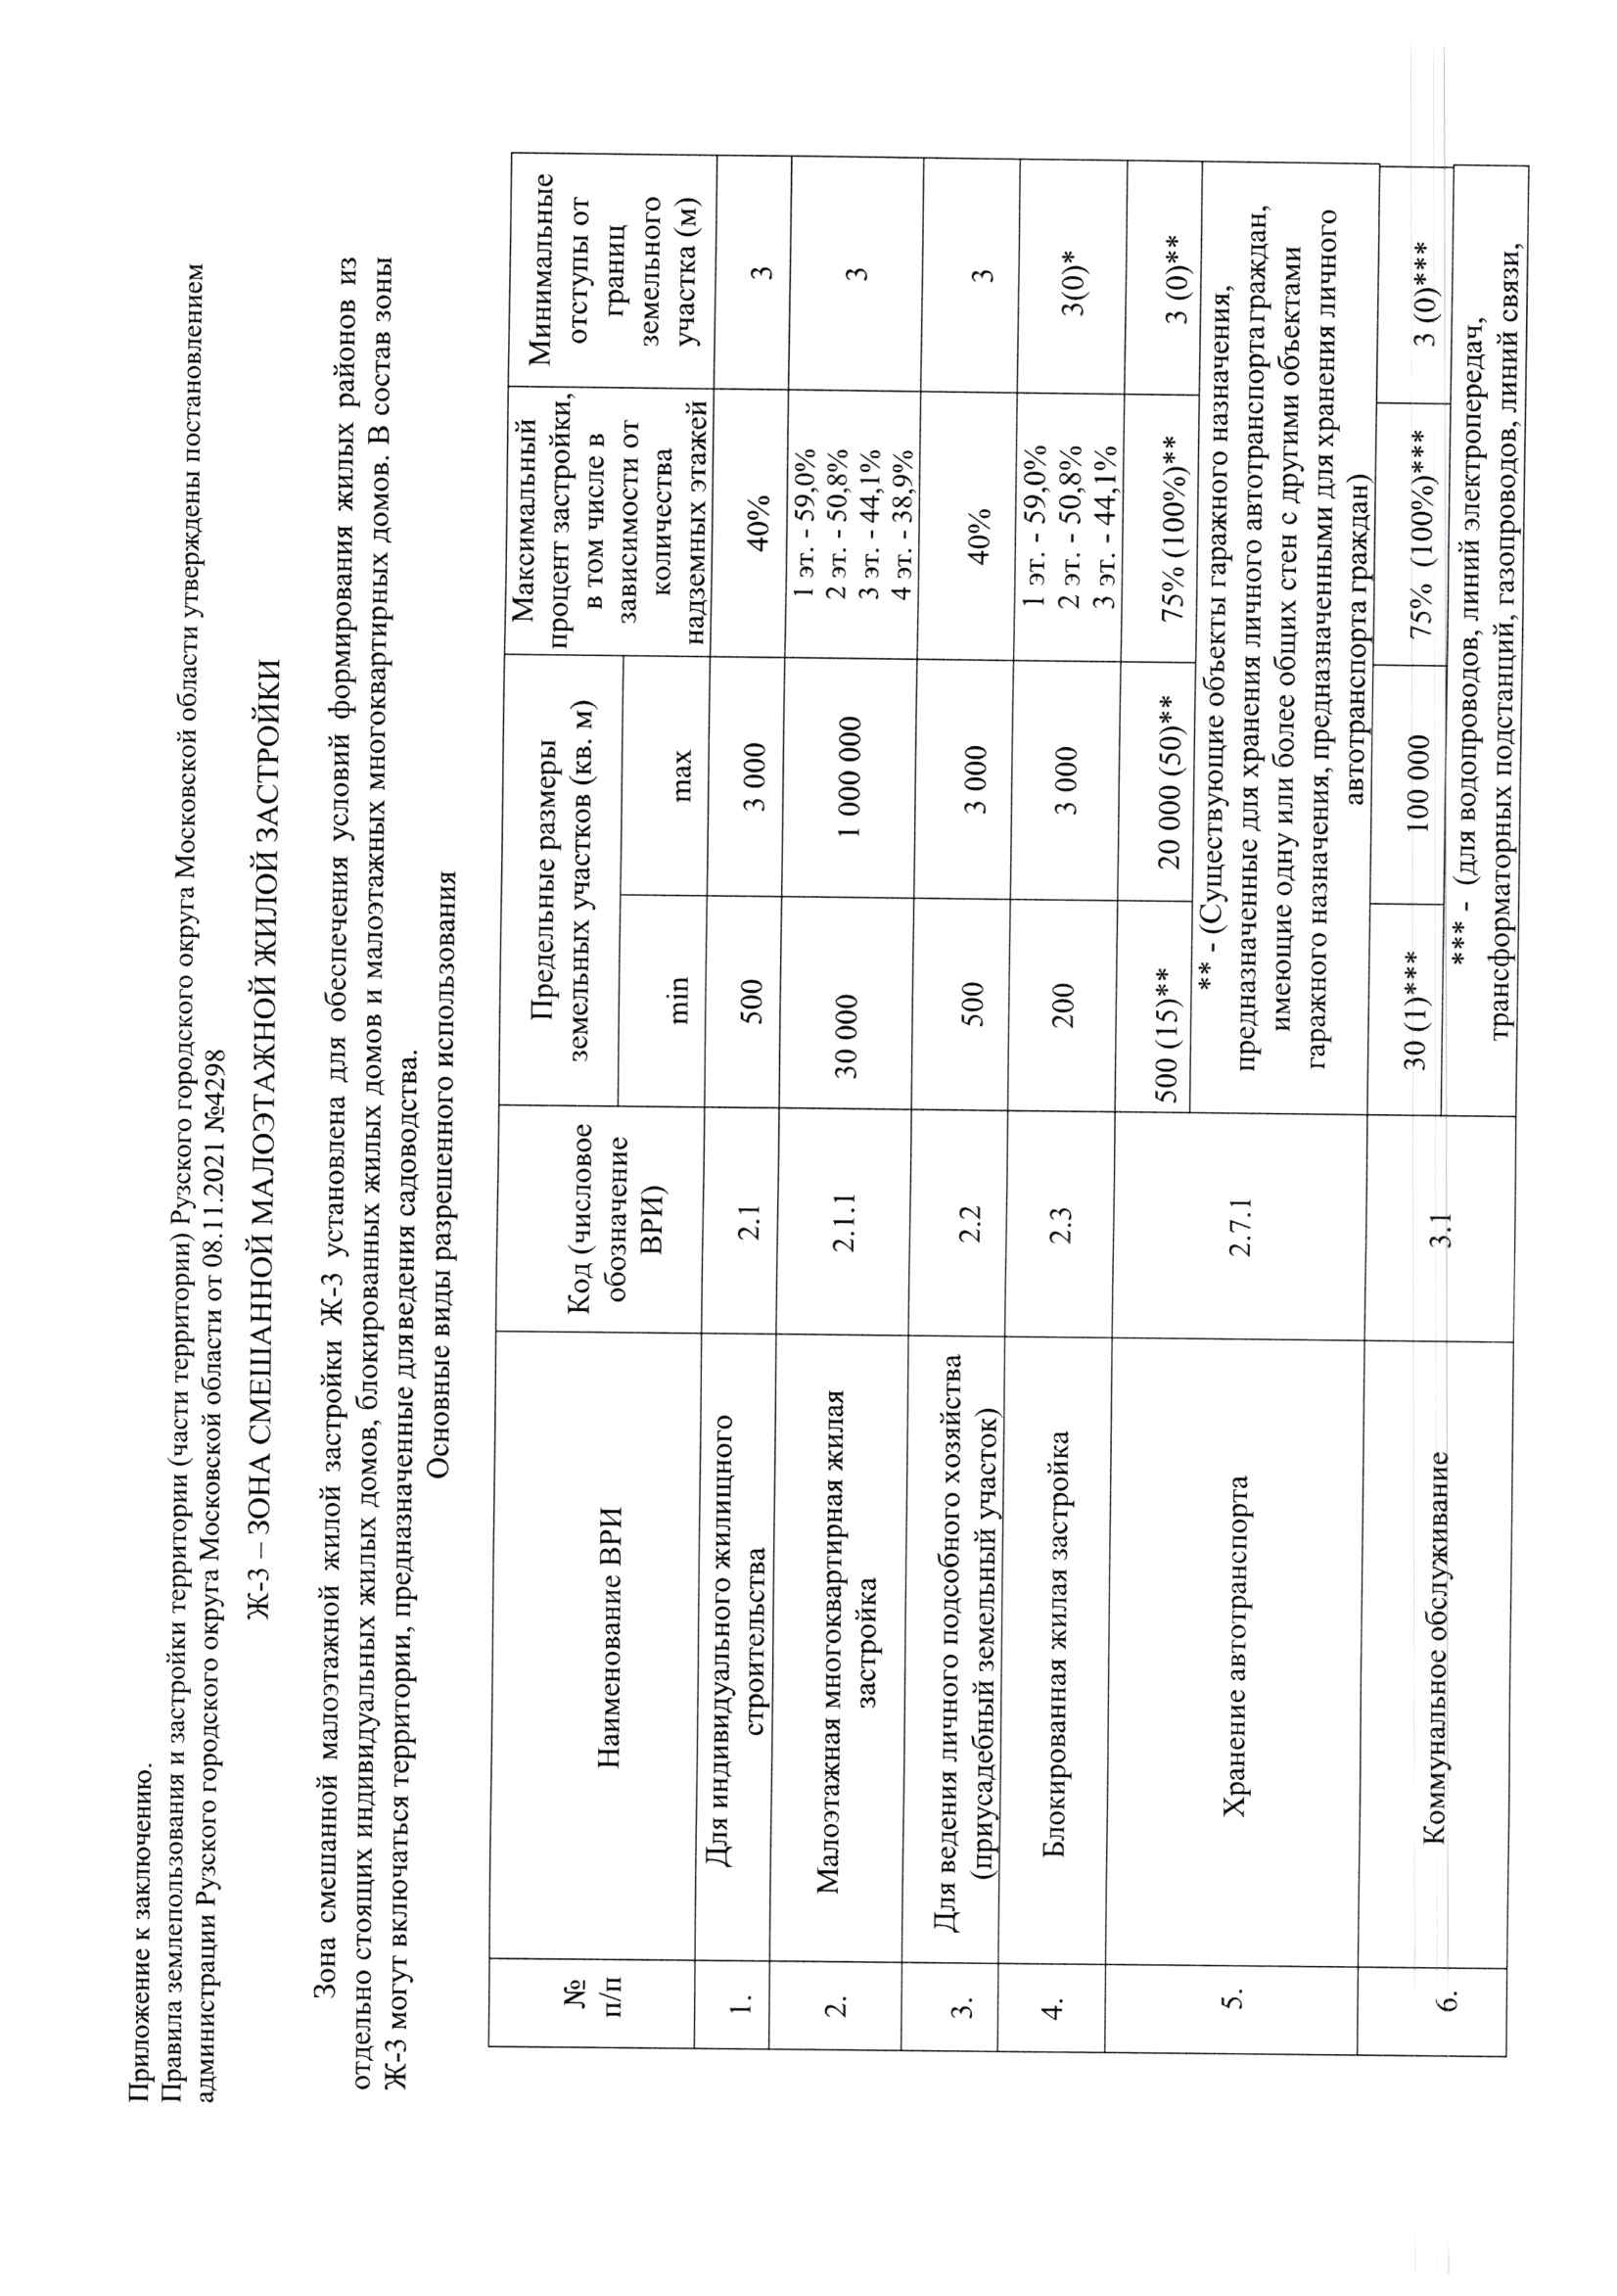 Приложение к заключению.
Правила землепользования и застройки территории (части территории) Рузского городского округа Московской области утверждены постановлением
администрации Рузского городского округа Московской области от 08.11.2021 №4298
Ж-3 – ЗОНА СМЕШАННОЙ МАЛОЭТАЖНОЙ ЖИЛОЙ ЗАСТРОЙКИ
Зона смешанной малоэтажной жилой застройки Ж-3 установлена для обеспечения условий формирования жилых районов из
отдельно стоящих индивидуальных жилых домов, блокированных жилых домов и малоэтажных многоквартирных домов. В состав зоны
Ж-3 могут включаться территории, предназначенные для ведения садоводства.
Основные виды разрешенного использования
№
п/п
Наименование ВРИ
Код (числовое
обозначение
ВРИ)
Предельные размеры
земельных участков (кв. м)
min
max
Максимальный
процент застройки,
в том числе в
зависимости от
количества
надземных этажей
Минимальные
отступы от
границ
земельного
участка (м)
1.
Для индивидуального жилищного
строительства
2.1
500
3 000
40%
3
2.
Малоэтажная многоквартирная жилая
застройка
2.1.1
30 000
1 000 000
1 эт. - 59,0%
2 эт. - 50,8%
3 эт. - 44,1%
4 эт. - 38,9%
3
3.
Для ведения личного подсобного хозяйства
(приусадебный земельный участок)
2.2
500
3 000
40%
3
4.
Блокированная жилая застройка
2.3
200
3 000
1 эт. - 59,0%
2 эт. - 50,8%
3 эт. - 44,1%
3(0)*
5.
Хранение автотранспорта
2.7.1
500 (15)**
20 000 (50)**
75% (100%)**
3 (0)**
** - (Существующие объекты гаражного назначения,
предназначенные для хранения личного автотранспорта граждан,
имеющие одну или более общих стен с другими объектами
гаражного назначения, предназначенными для хранения личного
автотранспорта граждан)
6.
Коммунальное обслуживание
3.1
30 (1)***
100 000
75% (100%)***
3 (0)***
*** - (для водопроводов, линий электропередач,
трансформаторных подстанций, газопроводов, линий связи,